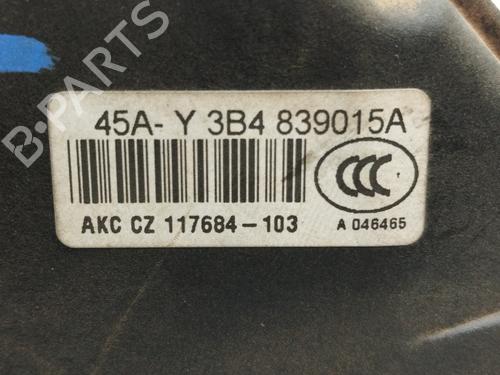 45A- Y 3B4 839015A
CCC
AKC CZ 117684-103
A 046465
B-PARTS